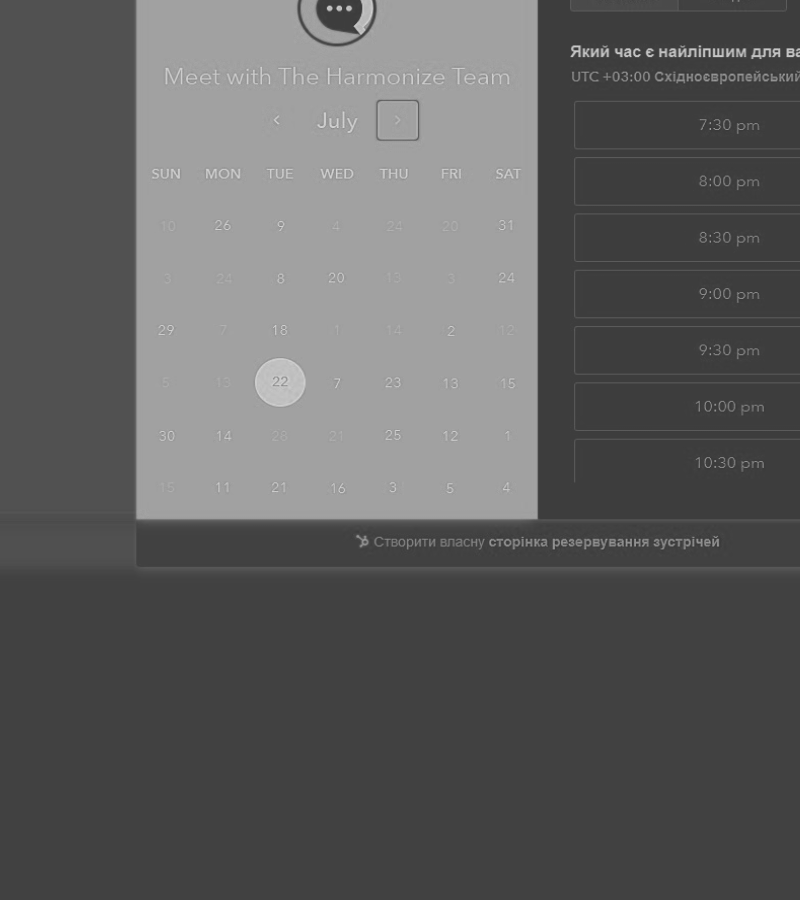 Meet with The Harmonize Team
July
SUN MON TUE WED THU FRI SAT
10 26 9 4 24 20 31
3 24 8 20 13 3 24
29 7 18 1 14 2 12
5 13 22 7 23 13 15
30 14 28 21 25 12 1
15 11 21 16 3 5 4
Який час є найліпшим для
UTC +03:00 Східноєвропейський
7:30 pm
8:00 pm
8:30 pm
9:00 pm
9:30 pm
10:00 pm
10:30 pm
Створити власну сторінка резервування зустрічей